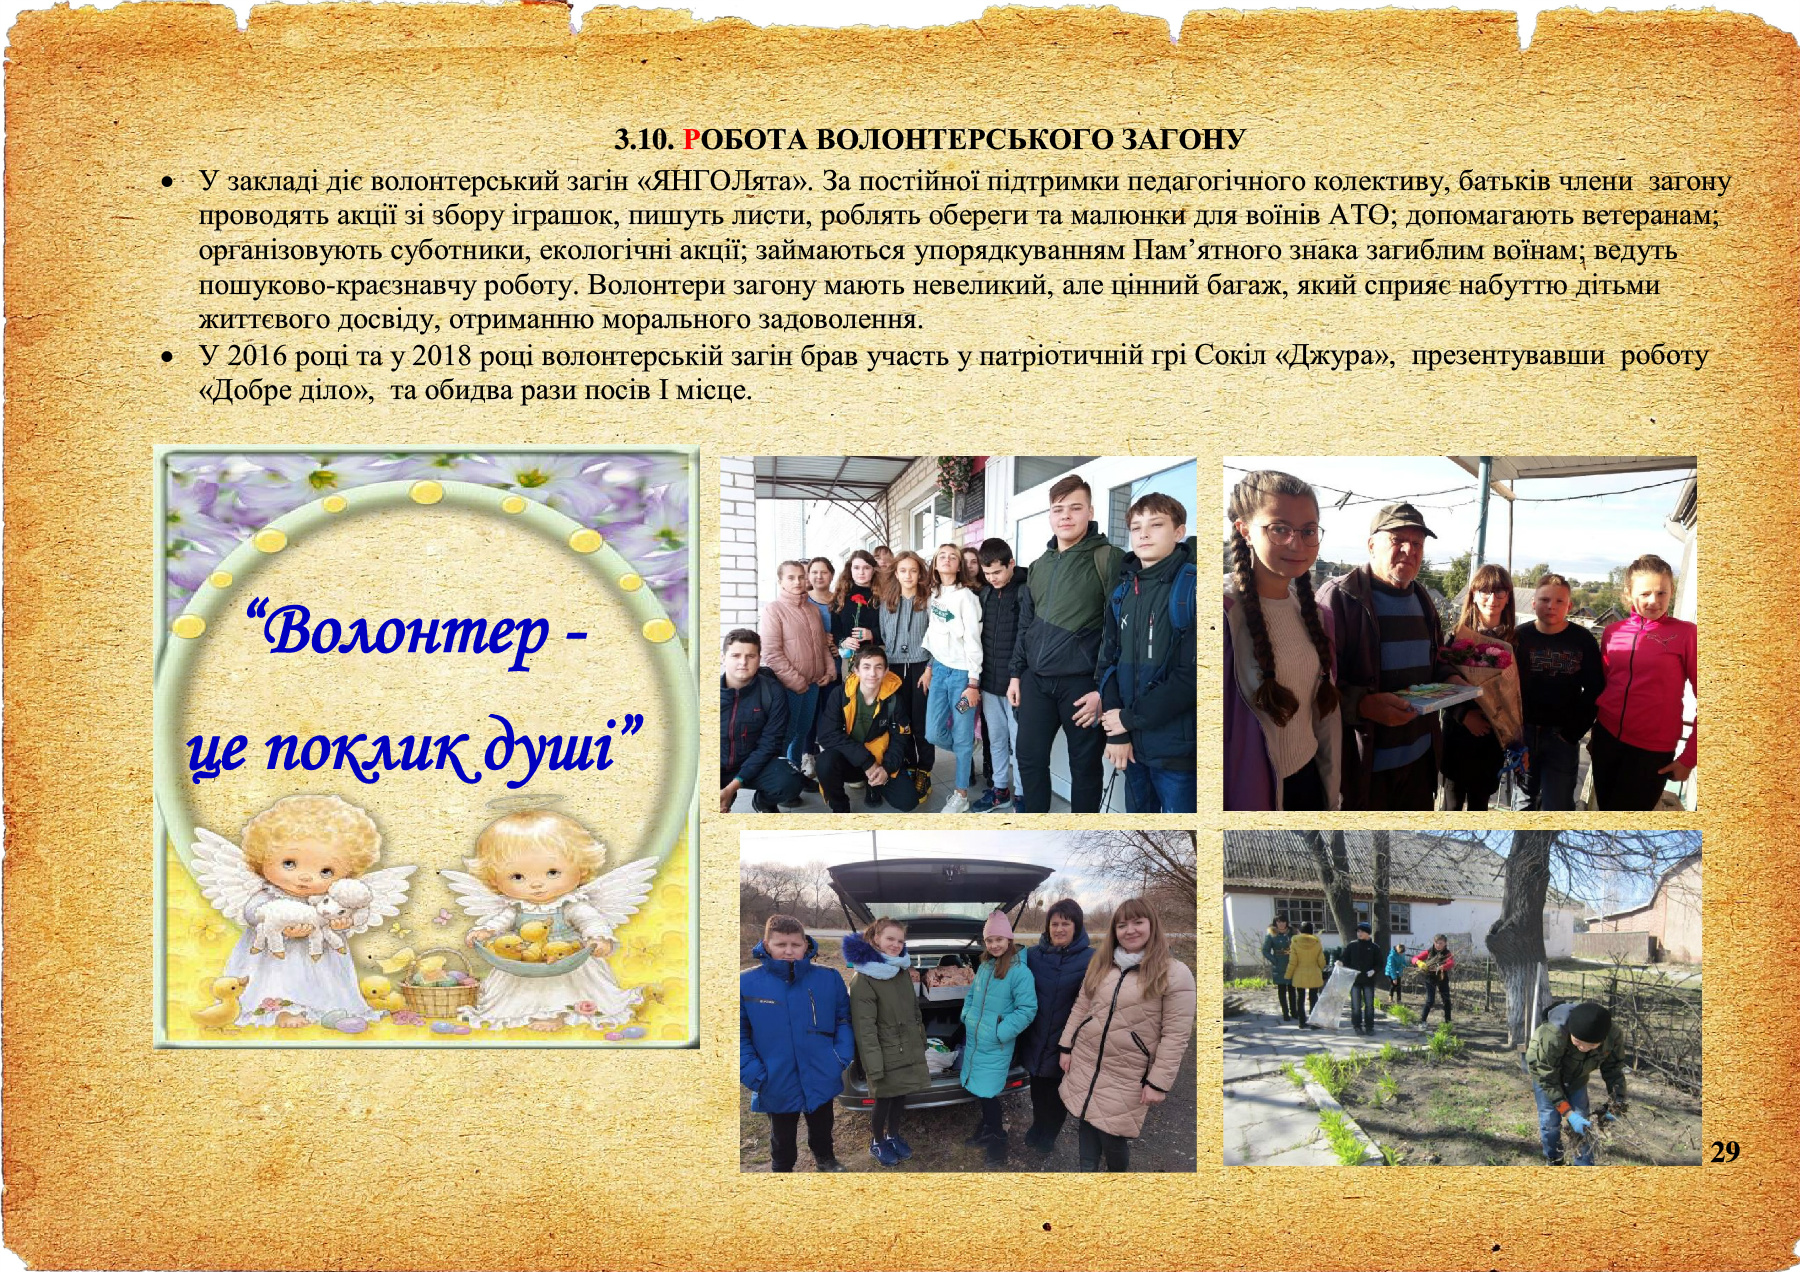 3.10. РОБОТА ВОЛОНТЕРСЬКОГО ЗАГОНУ
• У закладі діє волонтерський загін «ЯНГОЛята». За постійної підтримки педагогічного колективу, батьків члени загону
проводять акції зі збору іграшок, пишуть листи, роблять обереги та малюнки для воїнів АТО; допомагають ветеранам;
організовують суботники, екологічні акції; займаються упорядкуванням Пам’ятного знака загиблим воїнам; ведуть
пошуково-краєзнавчу роботу. Волонтери загону мають невеликий, але цінний багаж, який сприяє набуттю дітьми
життєвого досвіду, отриманню морального задоволення.
• У 2016 році та у 2018 році волонтерській загін брав участь у патріотичній грі Сокіл «Джура», презентувавши роботу
«Добре діло», та обидва рази посів І місце.
“Волонтер -
це поклик душі”
29